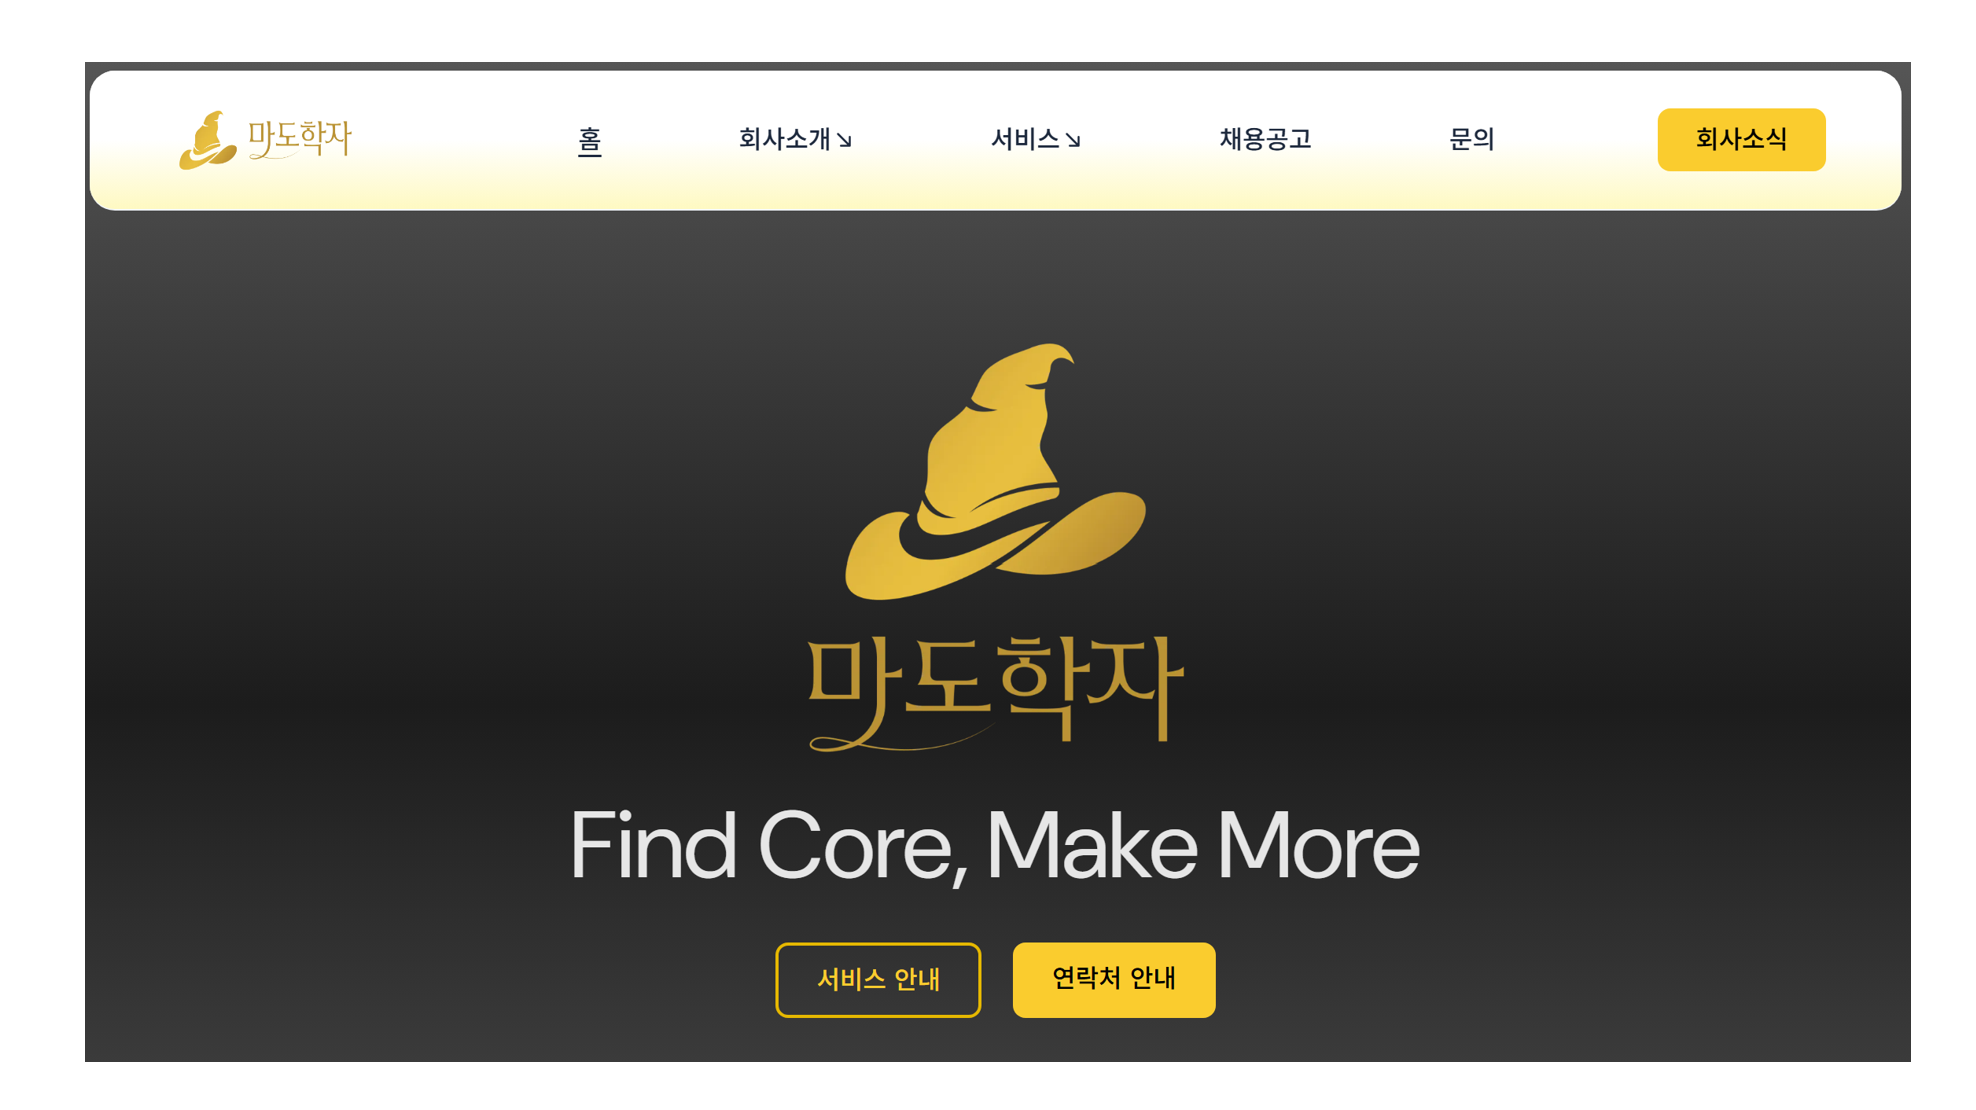 마도학자
홈
회사소개
서비스
채용공고
문의
회사소식
마도학자
Find Core, Make More
서비스 안내
연락처 안내